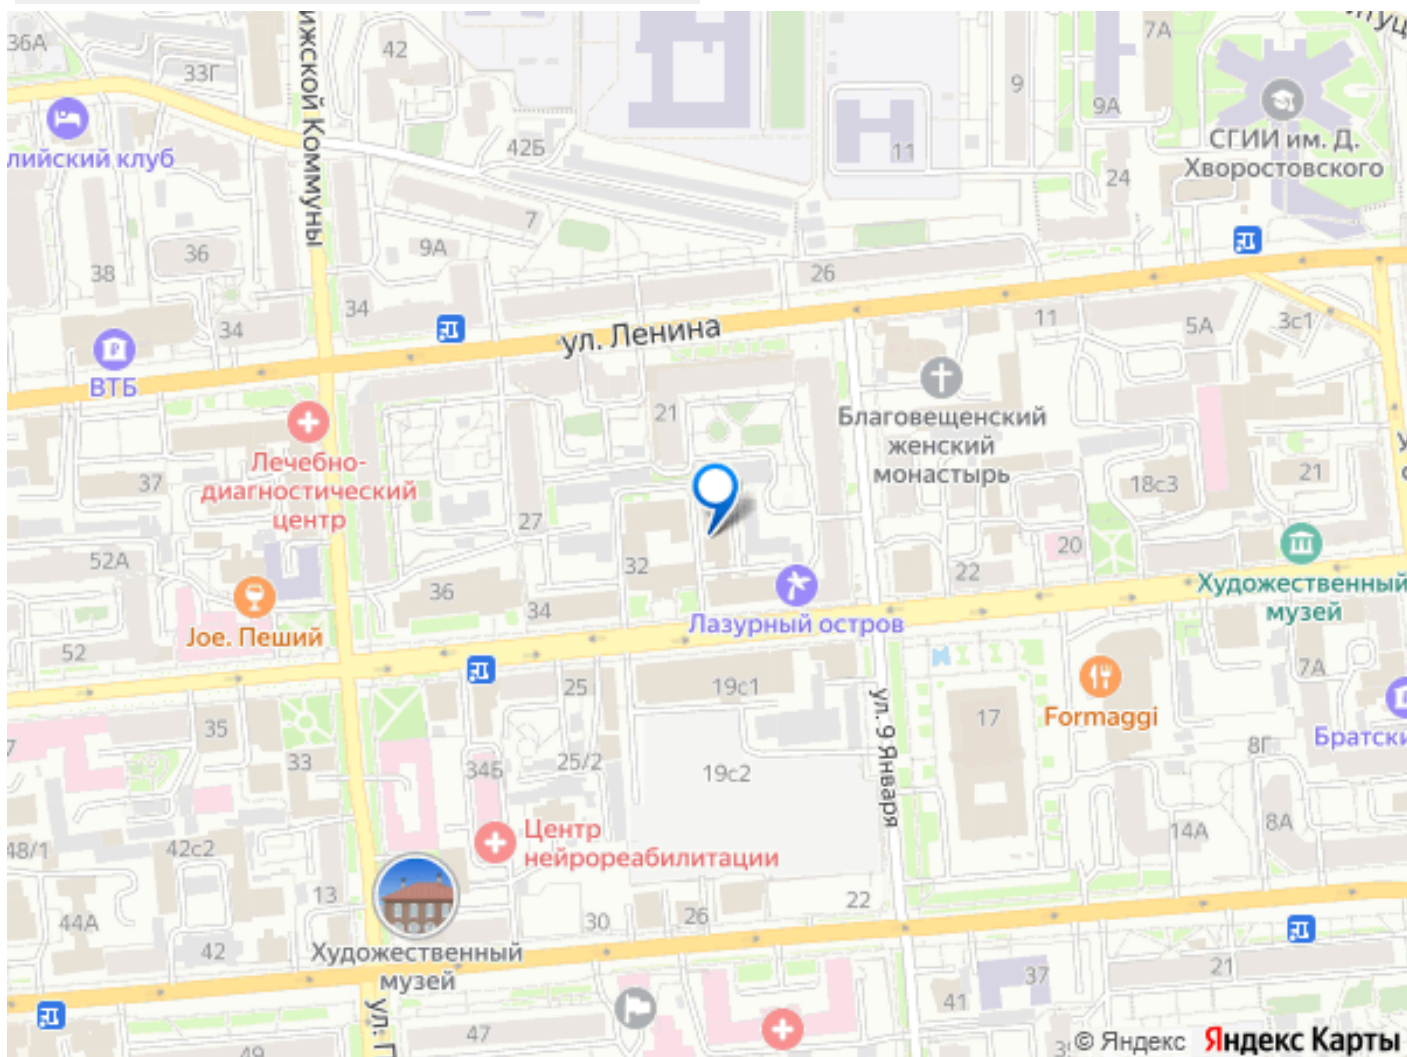 36А
33Г
42
7А
9
9А
СГИИ им. Д.
Хворостовского
лийский клуб
ижской Коммуны
42Б
11
24
7
9А
36
38
26
34
34
ул. Ленина
11
5А
3с1
ВТБ
21
Благовещенский
женский
монастырь
Лечебно-
диагностический
центр
37
27
18с3
21
52А
32
20
22
36
34
Художественный
музей
Joe. Пеший
Лазурный остров
52
7А
25
19с1
ул. 9 Января
17
Formaggi
Братски
35
33
34Б
25/2
19с2
8Г
8А
14А
48/1
42с2
Центр
нейрореабилитации
13
44А
42
30
26
22
Художественный
музей
ул. П
37
21
41
47
49
© Яндекс Яндекс Карты